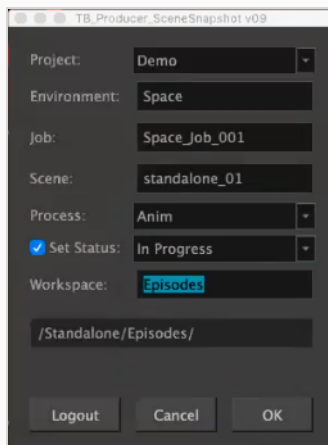 TB_Producer_SceneSnapshot v09
Project: Demo
Environment: Space
Job: Space_Job_001
Scene: standalone_01
Process: Anim
Set Status: In Progress
Workspace: Episodes
/Standalone/Episodes/
Logout Cancel OK